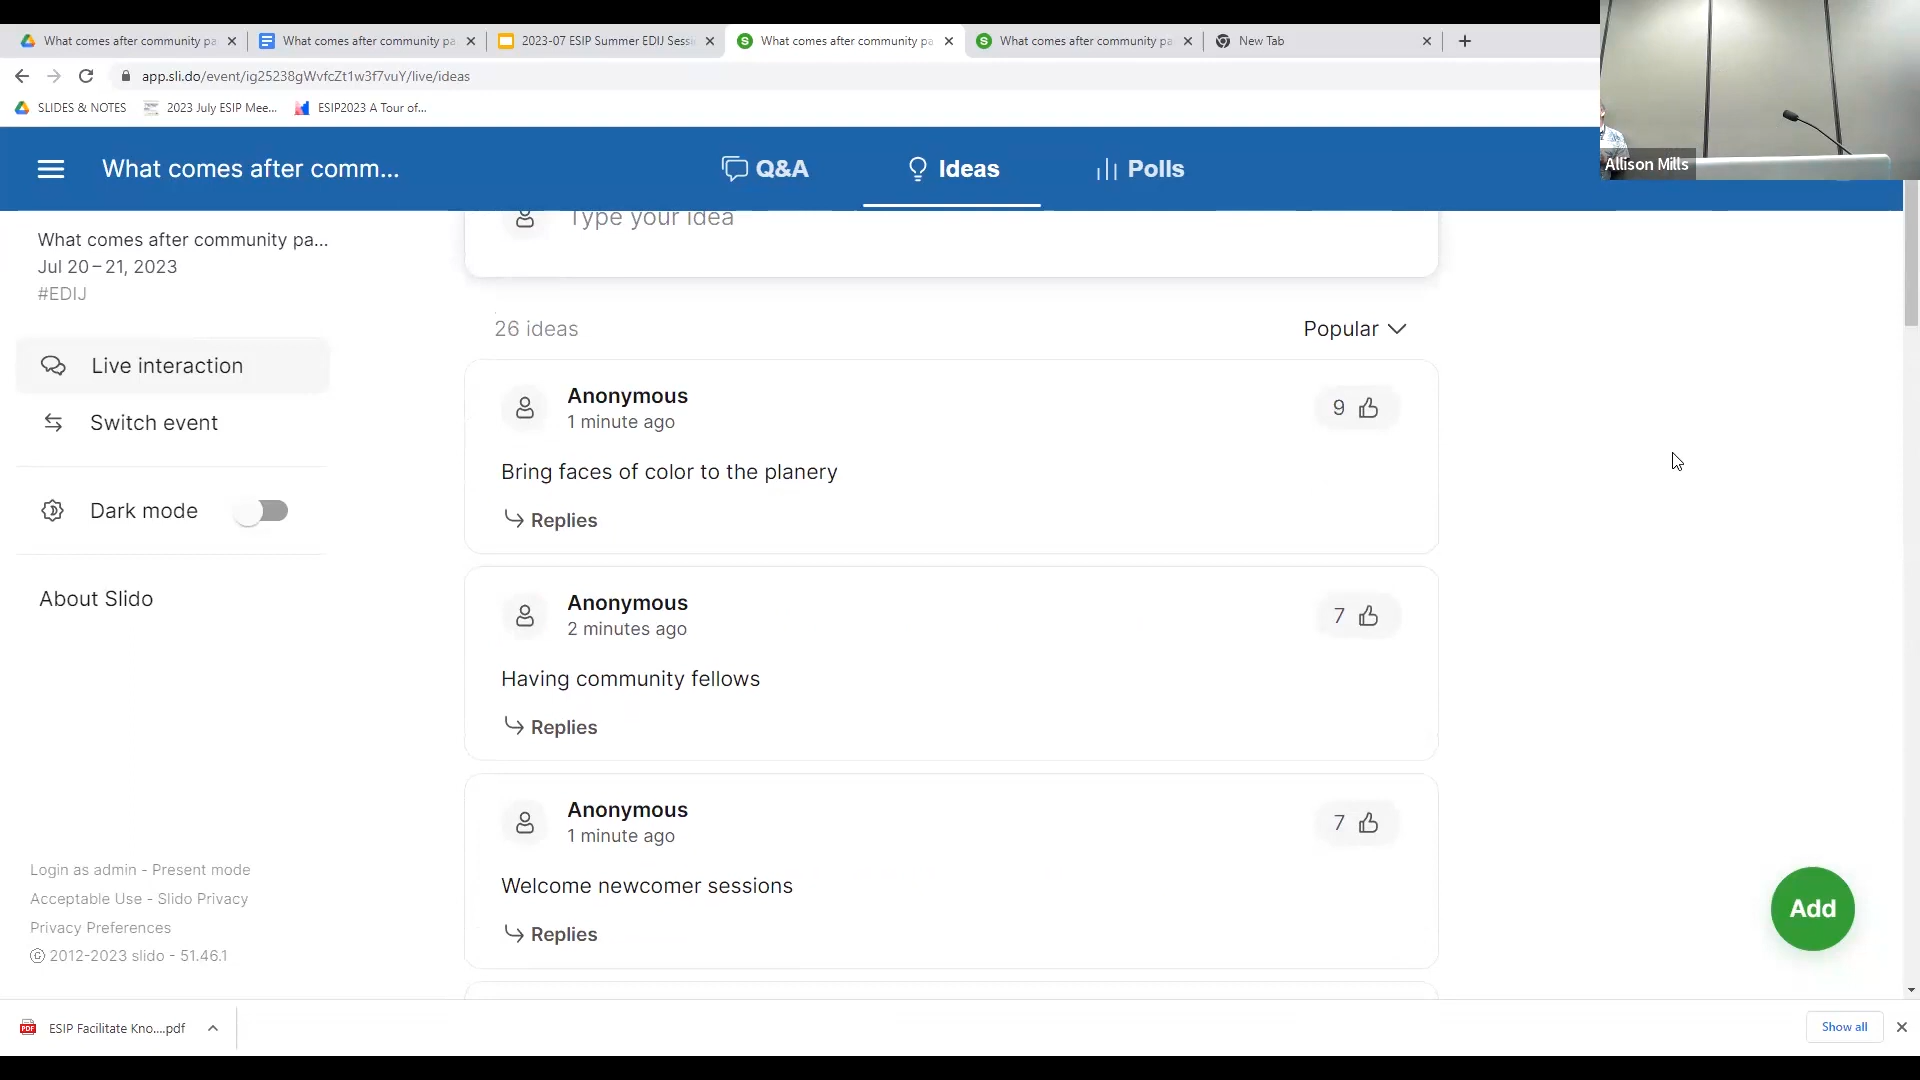 What comes after community pa
What comes after community pa
2023-07 ESIP Summer EDIJ Sessi
What comes after community pa
What comes after community pa
New Tab
app.sli.do/event/ig25238gWvfcZt1w3f7vuY/live/ideas
SLIDES & NOTES
2023 July ESIP Mee...
ESIP2023 A Tour of...
Allison Mills
What comes after comm...
Q&A
Ideas
Polls
What comes after community pa...
Jul 20 – 21, 2023
#EDIJ
Live interaction
Switch event
Dark mode
About Slido
Login as admin - Present mode
Acceptable Use - Slido Privacy
Privacy Preferences
© 2012-2023 slido - 51.46.1
Type your idea
26 ideas
Popular
Anonymous
1 minute ago
9
Bring faces of color to the planery
Replies
Anonymous
2 minutes ago
7
Having community fellows
Replies
Anonymous
1 minute ago
7
Welcome newcomer sessions
Replies
Add
PDF
ESIP Facilitate Kno....pdf
Show all